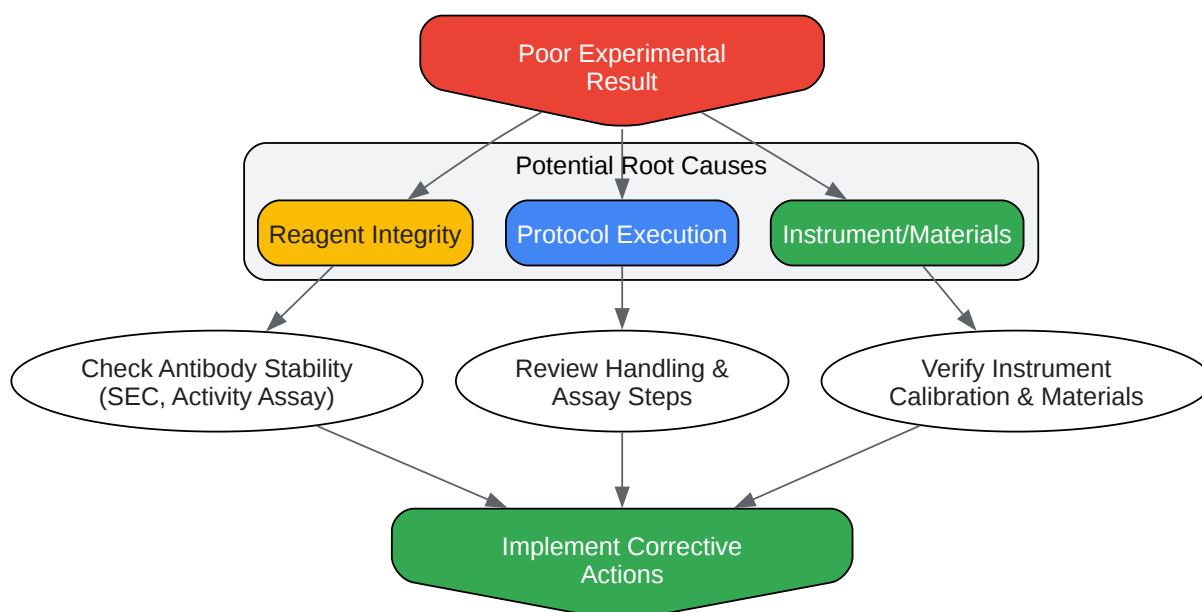 Poor Experimental
Result
Potential Root Causes
Reagent Integrity
Protocol Execution
Instrument/Materials
Check Antibody Stability
(SEC, Activity Assay)
Review Handling &
Assay Steps
Verify Instrument
Calibration & Materials
Implement Corrective
Actions